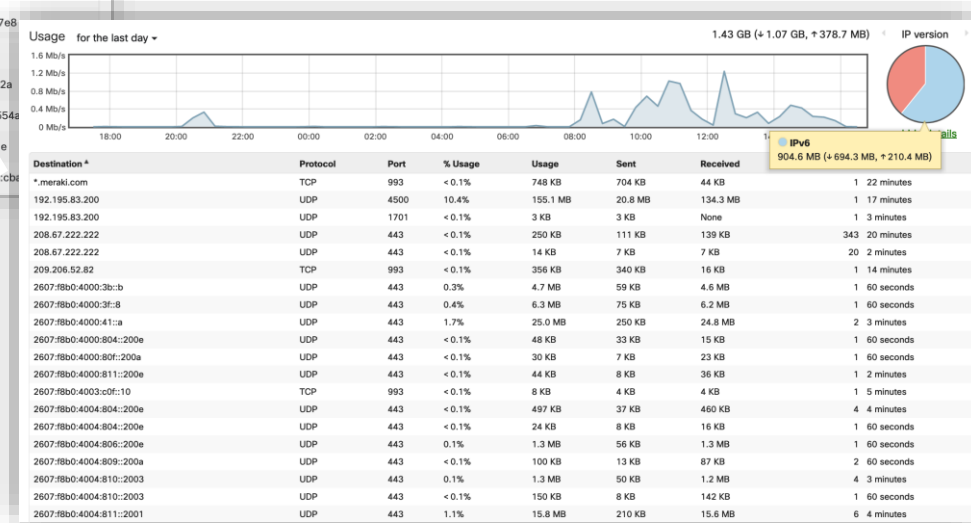 7e8
2a
554a
e
:cba
Usage for the last day
1.43 GB (↓ 1.07 GB, ↑ 378.7 MB)
IP version
1.6 Mb/s
1.2 Mb/s
0.8 Mb/s
0.4 Mb/s
0 Mb/s
18:00 20:00 22:00 00:00 02:00 04:00 06:00 08:00 10:00 12:00
IPv6
904.6 MB (↓ 694.3 MB, ↑ 210.4 MB)
Destination Protocol Port % Usage Usage Sent Received
*.meraki.com TCP 993 < 0.1% 748 KB 704 KB 44 KB 1 22 minutes
192.195.83.200 UDP 4500 10.4% 155.1 MB 20.8 MB 134.3 MB 1 17 minutes
192.195.83.200 UDP 1701 < 0.1% 3 KB 3 KB None 1 3 minutes
208.67.222.222 UDP 443 < 0.1% 250 KB 111 KB 139 KB 343 20 minutes
208.67.222.222 UDP 443 < 0.1% 14 KB 7 KB 7 KB 20 2 minutes
209.206.52.82 TCP 993 < 0.1% 356 KB 340 KB 16 KB 1 14 minutes
2607:f8b0:4000:3b::b UDP 443 0.3% 4.7 MB 59 KB 4.6 MB 1 60 seconds
2607:f8b0:4000:3f::8 UDP 443 0.4% 6.3 MB 75 KB 6.2 MB 1 60 seconds
2607:f8b0:4000:41::a UDP 443 1.7% 25.0 MB 250 KB 24.8 MB 2 3 minutes
2607:f8b0:4000:804::200e UDP 443 < 0.1% 48 KB 33 KB 15 KB 1 60 seconds
2607:f8b0:4000:80f::200a UDP 443 < 0.1% 30 KB 7 KB 23 KB 1 60 seconds
2607:f8b0:4000:811::200e UDP 443 < 0.1% 44 KB 8 KB 36 KB 1 2 minutes
2607:f8b0:4003:c0f::10 TCP 993 < 0.1% 8 KB 4 KB 4 KB 1 5 minutes
2607:f8b0:4004:804::200e UDP 443 < 0.1% 497 KB 37 KB 460 KB 4 4 minutes
2607:f8b0:4004:804::200e UDP 443 < 0.1% 24 KB 8 KB 16 KB 1 60 seconds
2607:f8b0:4004:806::200e UDP 443 0.1% 1.3 MB 56 KB 1.3 MB 1 60 seconds
2607:f8b0:4004:809::200a UDP 443 < 0.1% 100 KB 13 KB 87 KB 2 60 seconds
2607:f8b0:4004:810::2003 UDP 443 0.1% 1.3 MB 50 KB 1.2 MB 4 3 minutes
2607:f8b0:4004:810::2003 UDP 443 < 0.1% 150 KB 8 KB 142 KB 1 60 seconds
2607:f8b0:4004:811::2001 UDP 443 1.1% 15.8 MB 210 KB 15.6 MB 6 4 minutes